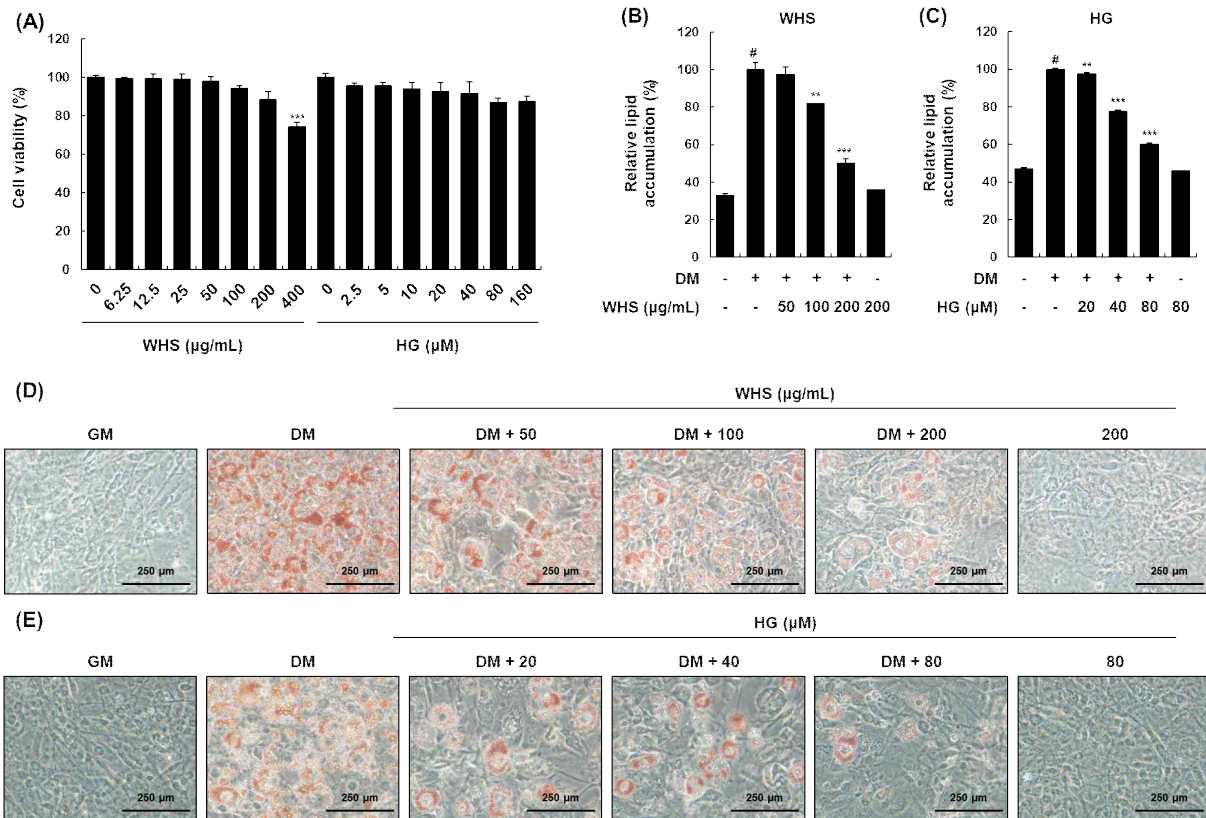 (A)
Cell viability (%)
120
100
80
60
40
20
0
0 6.25 12.5 25 50 100 200 400 0 2.5 5 10 20 40 80 160
WHS (µg/mL) HG (µM)
***
(B)
WHS
Relative lipid
accumulation (%)
120
100
80
60
40
20
0
# ** ***
DM - + + + + -
WHS (µg/mL) - - 50 100 200 200
(C)
HG
Relative lipid
accumulation (%)
120
100
80
60
40
20
0
# ** *** ***
DM - + + + + -
HG (µM) - - 20 40 80 80
(D)
WHS (µg/mL)
GM DM DM + 50 DM + 100 DM + 200 200
250 µm 250 µm 250 µm 250 µm 250 µm 250 µm
(E)
HG (µM)
GM DM DM + 20 DM + 40 DM + 80 80
250 µm 250 µm 250 µm 250 µm 250 µm 250 µm